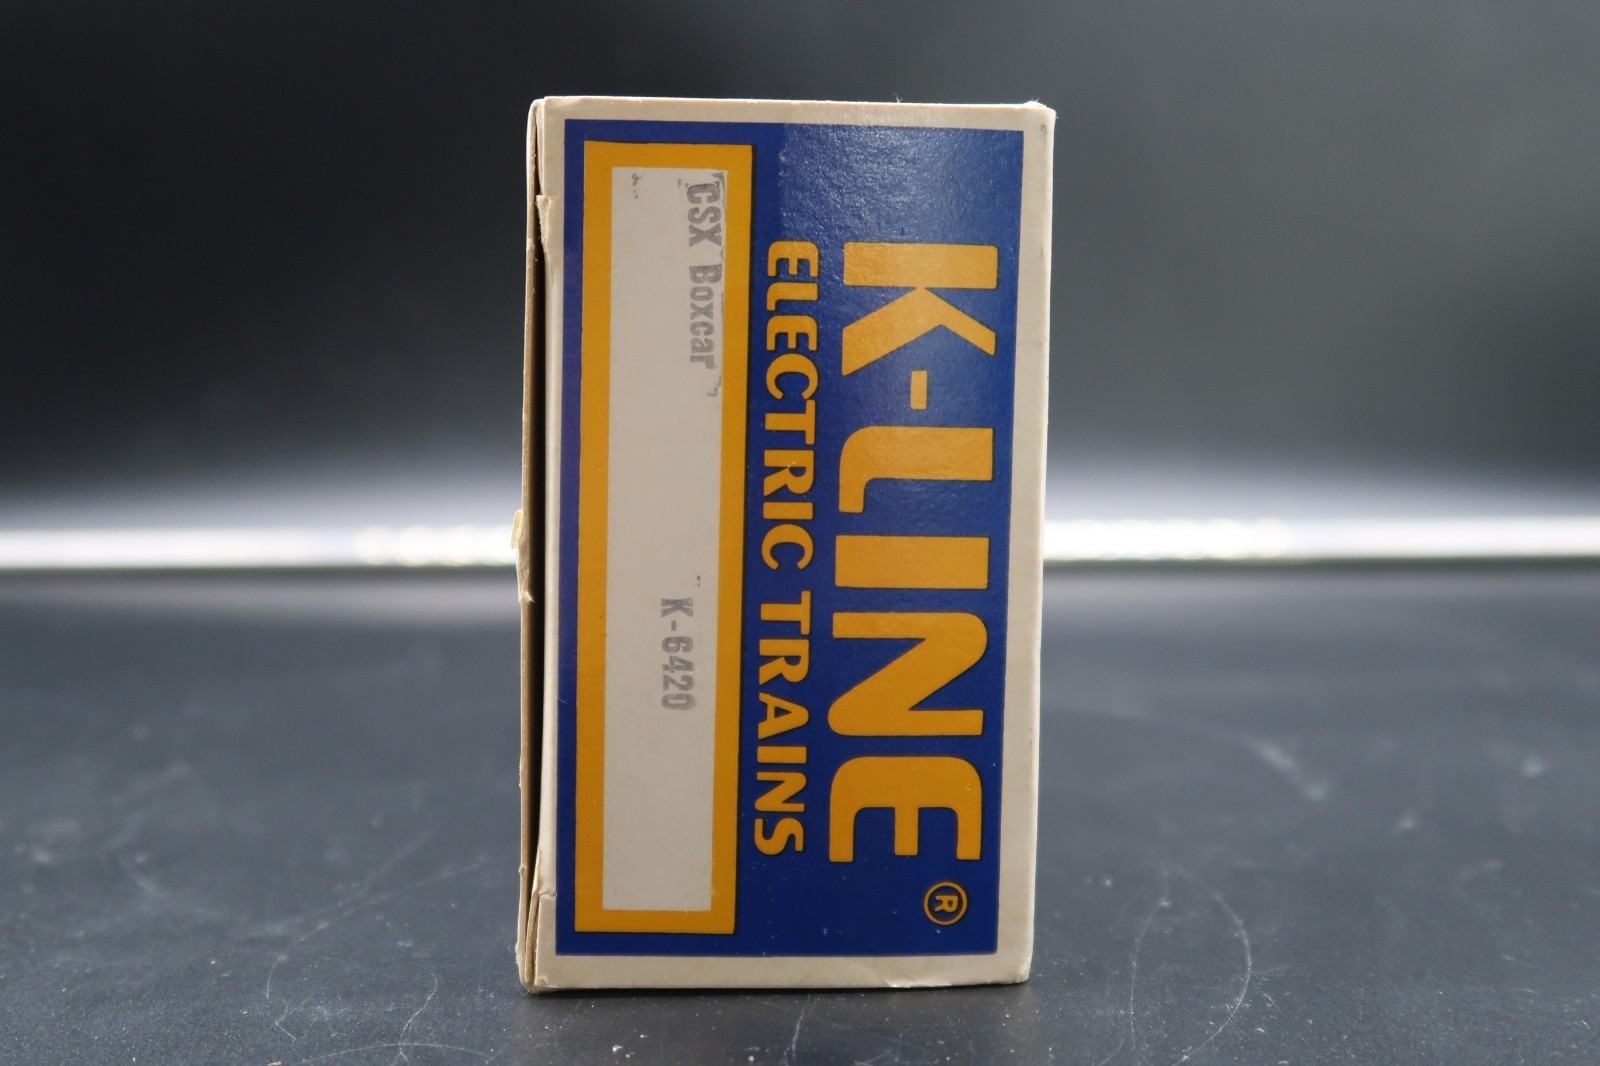 K-LINE®
ELECTRIC TRAINS
CSX Boxcar
K-6420